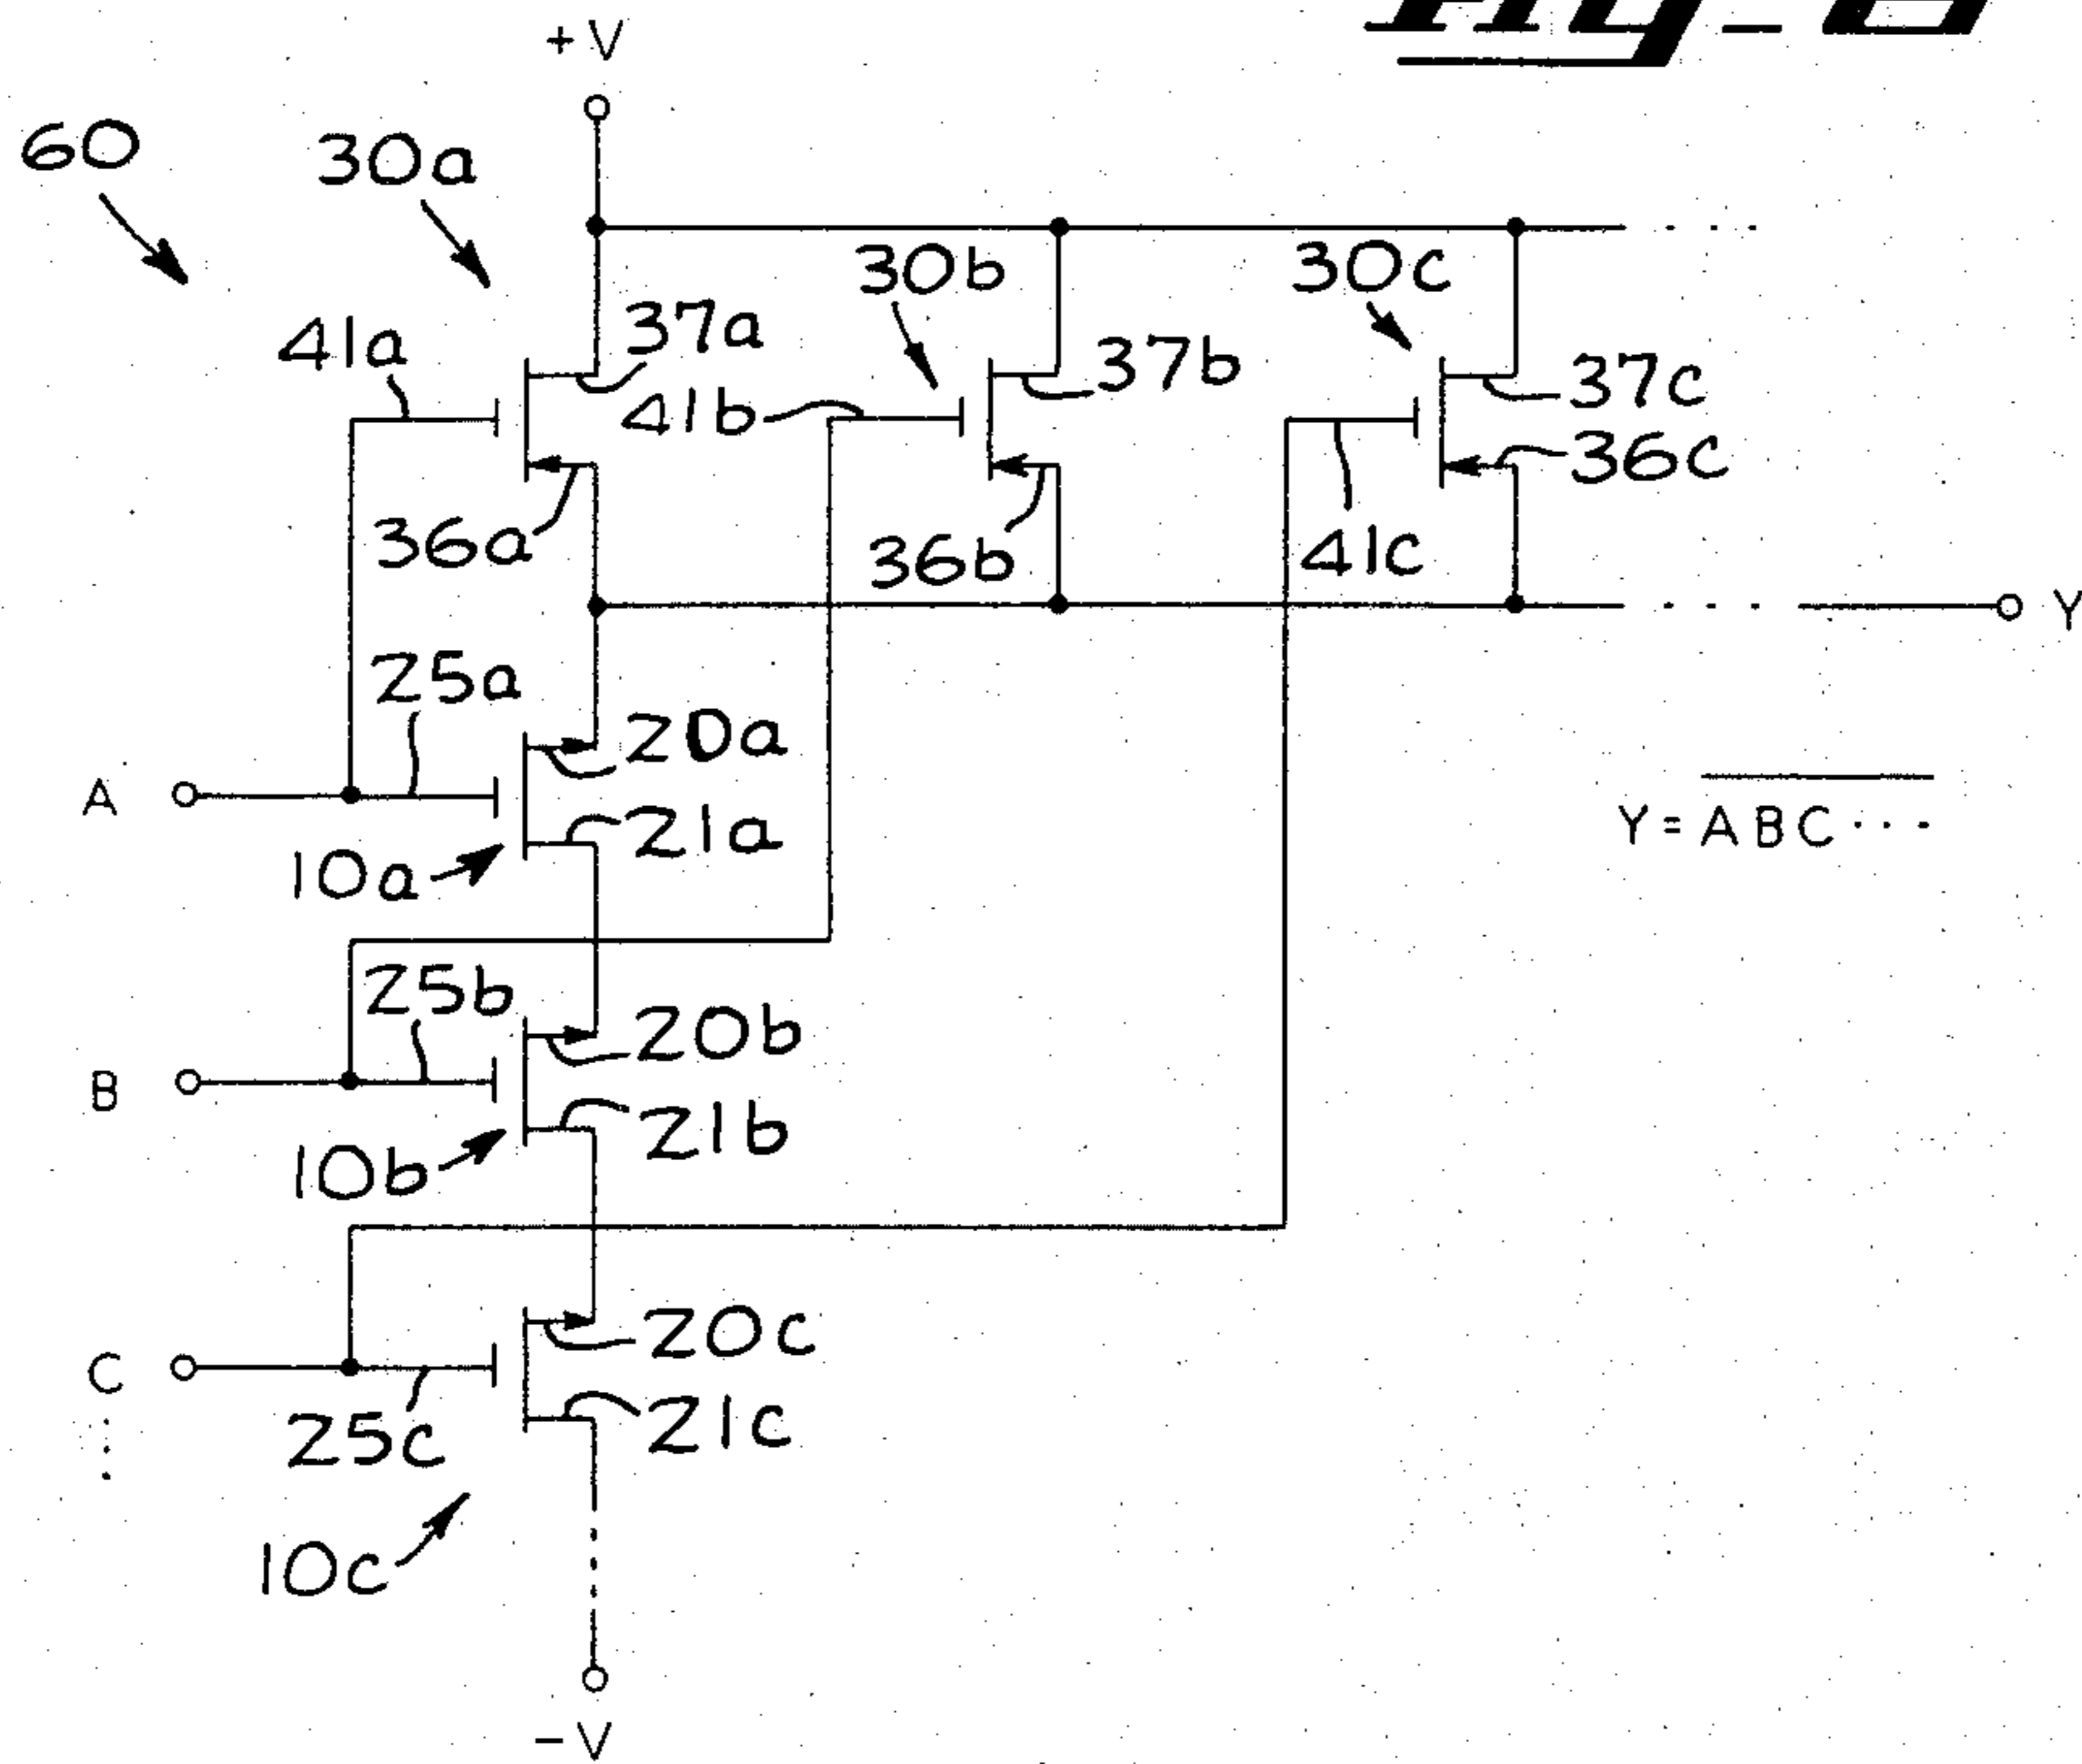 +V
60
30a
30b
30c
41a
37a
41b
37b
37c
36c
36a
36b
41c
Y
25a
20a
A
21a
Y = \overline{ABC···}
10a
25b
20b
B
21b
10b
20c
C
21c
25c
10c
-V